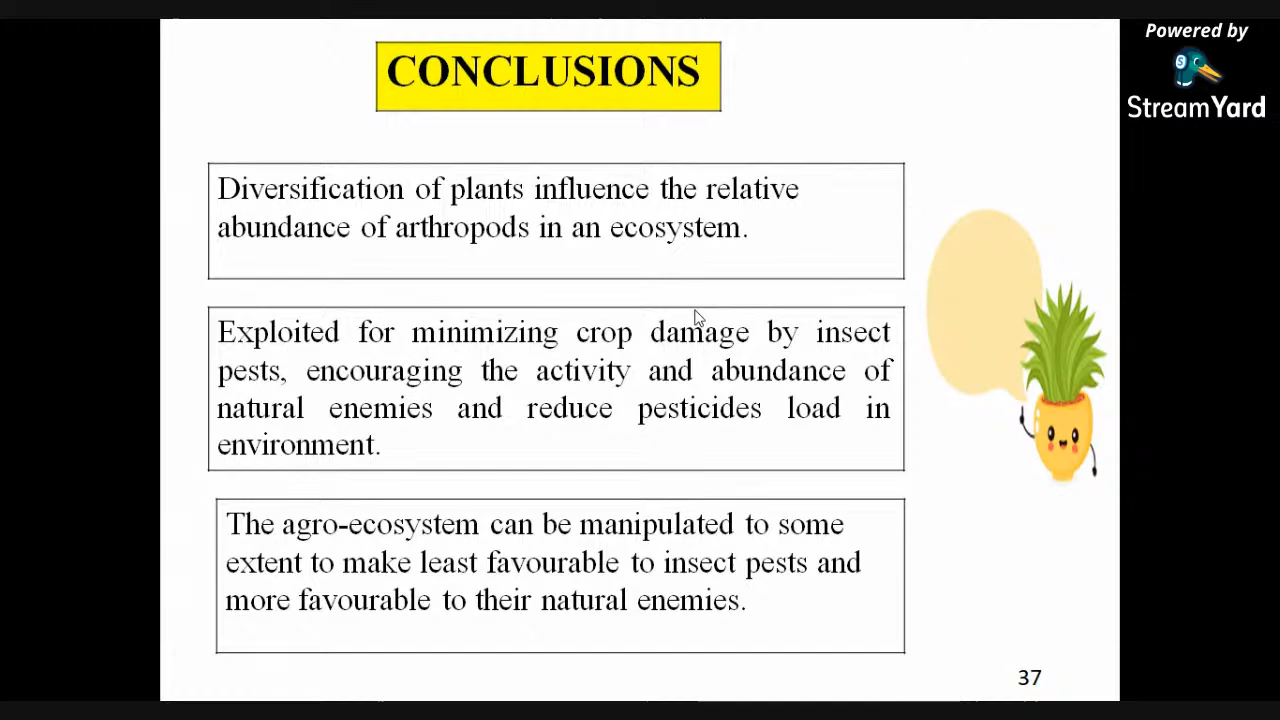 Powered by
StreamYard
CONCLUSIONS
Diversification of plants influence the relative
abundance of arthropods in an ecosystem.
Exploited for minimizing crop damage by insect
pests, encouraging the activity and abundance of
natural enemies and reduce pesticides load in
environment.
The agro-ecosystem can be manipulated to some
extent to make least favourable to insect pests and
more favourable to their natural enemies.
37